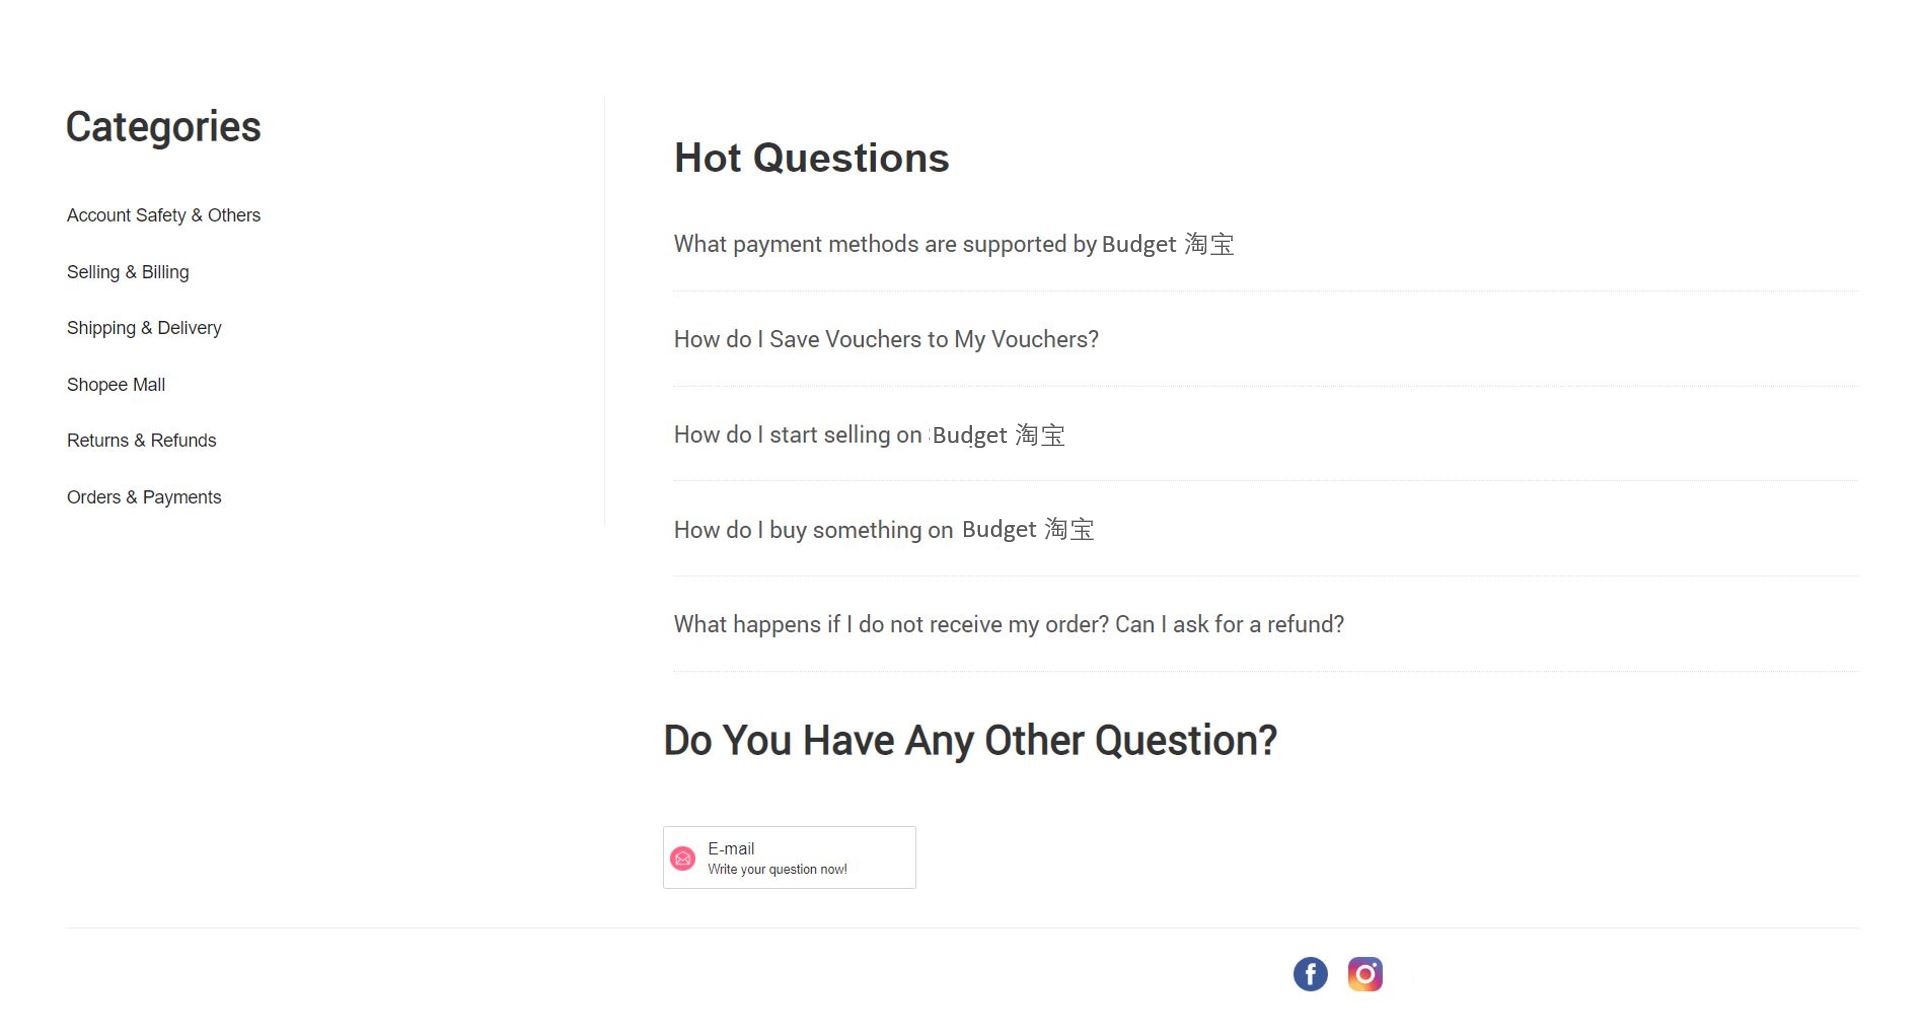 Categories
Account Safety & Others
Selling & Billing
Shipping & Delivery
Shopee Mall
Returns & Refunds
Orders & Payments
Hot Questions
What payment methods are supported by Budget 淘宝
How do I Save Vouchers to My Vouchers?
How do I start selling on Budget 淘宝
How do I buy something on Budget 淘宝
What happens if I do not receive my order? Can I ask for a refund?
Do You Have Any Other Question?
E-mail
Write your question now!